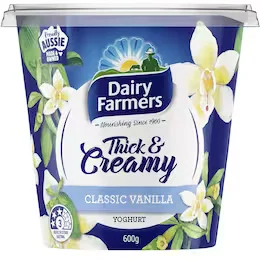 Proudly
AUSSIE
Dairy
Farmers
Nourishing Since 1900
Thick &
Creamy
CLASSIC VANILLA
YOGHURT
600g